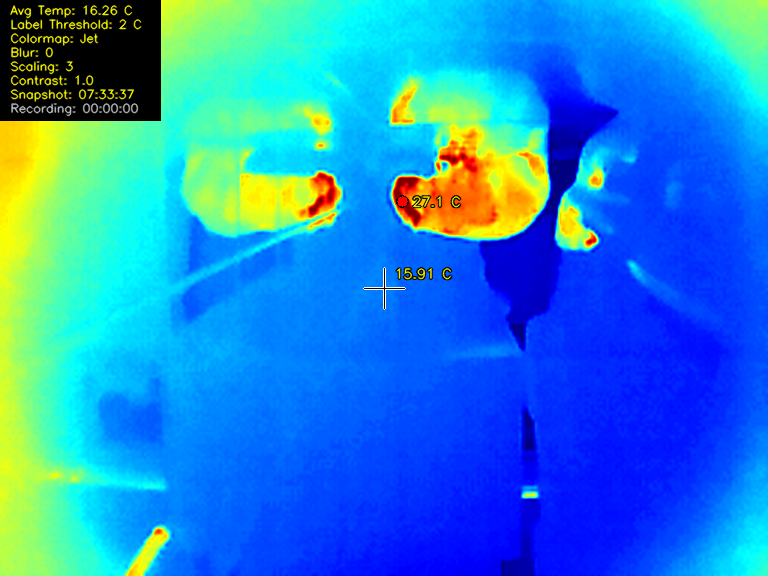 Avg Temp: 16.26 C
Label Threshold: 2 C
Colormap: Jet
Blur: 0
Scaling: 3
Contrast: 1.0
Snapshot: 07:33:37
Recording: 00:00:00
27.1 C
15.91 C